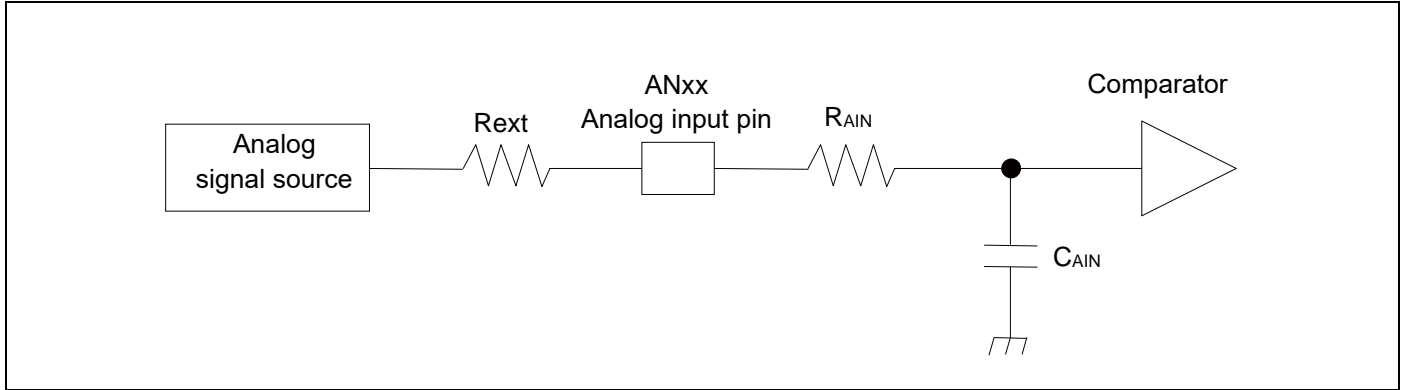 Analog
signal source
Rext
ANxx
Analog input pin
RAIN
Comparator
CAIN